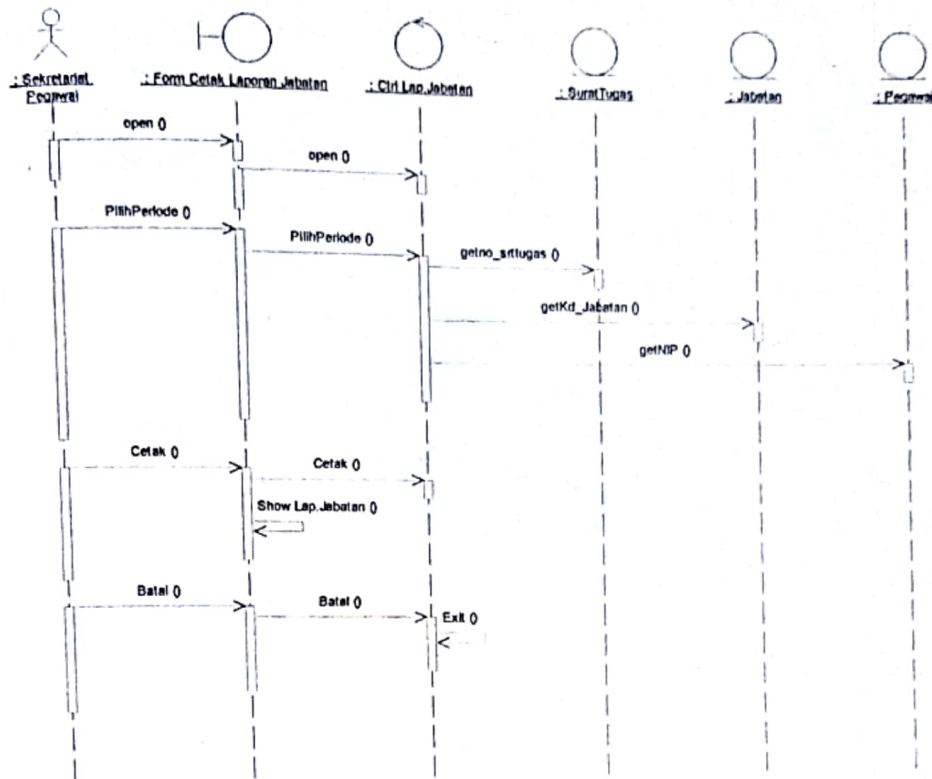 : Sekretariat
Pegawai
: Form Cetak Laporan Jabatan
: Ctrl Lap.Jabatan
: SuratTugas
: Jabatan
: Pegawai
open ()
open ()
PilihPeriode ()
PilihPeriode ()
getno_srttugas ()
getKd_Jabatan ()
getNIP ()
Cetak ()
Cetak ()
Show Lap.Jabatan ()
Batal ()
Batal ()
Exit ()